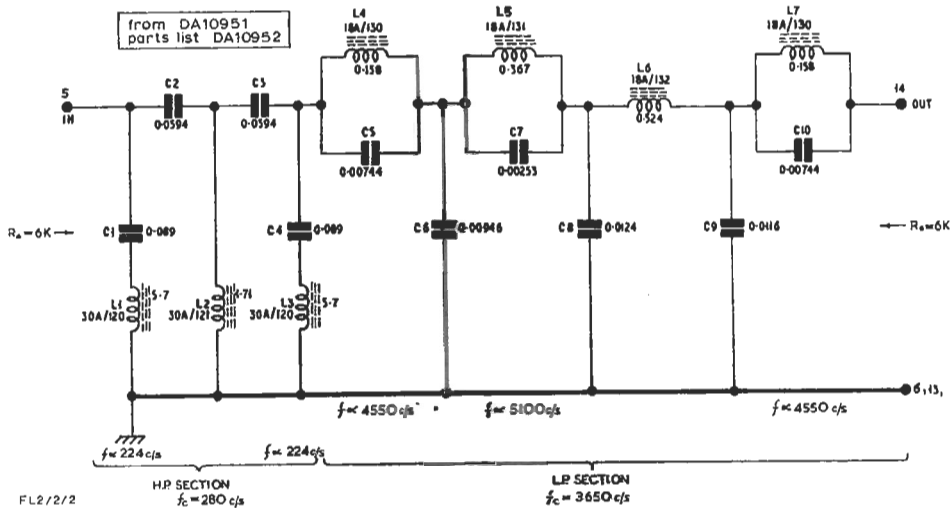 from DA10951
parts list DA10952
L4
18A/130
0·158
L5
18A/131
0·367
L7
18A/130
0·158
L6
18A/132
0·524
5
IN
C2
0·0594
C3
0·0594
C5
0·00744
C7
0·00253
C10
0·00744
14
OUT
R₀=6K
C1
0·089
C4
0·089
C6
0·00946
C8
0·0124
C9
0·0116
R₀=6K
L1
30A/120
5·7
L2
30A/121
L3
30A/120
5·7
6,13,
f∝ 4550 c/s
f∝ 5100 c/s
f∝ 4550 c/s
f∝ 224 c/s
f∝ 224 c/s
H.P. SECTION
fc = 280 c/s
L.P. SECTION
fc = 3650 c/s
FL2/2/2